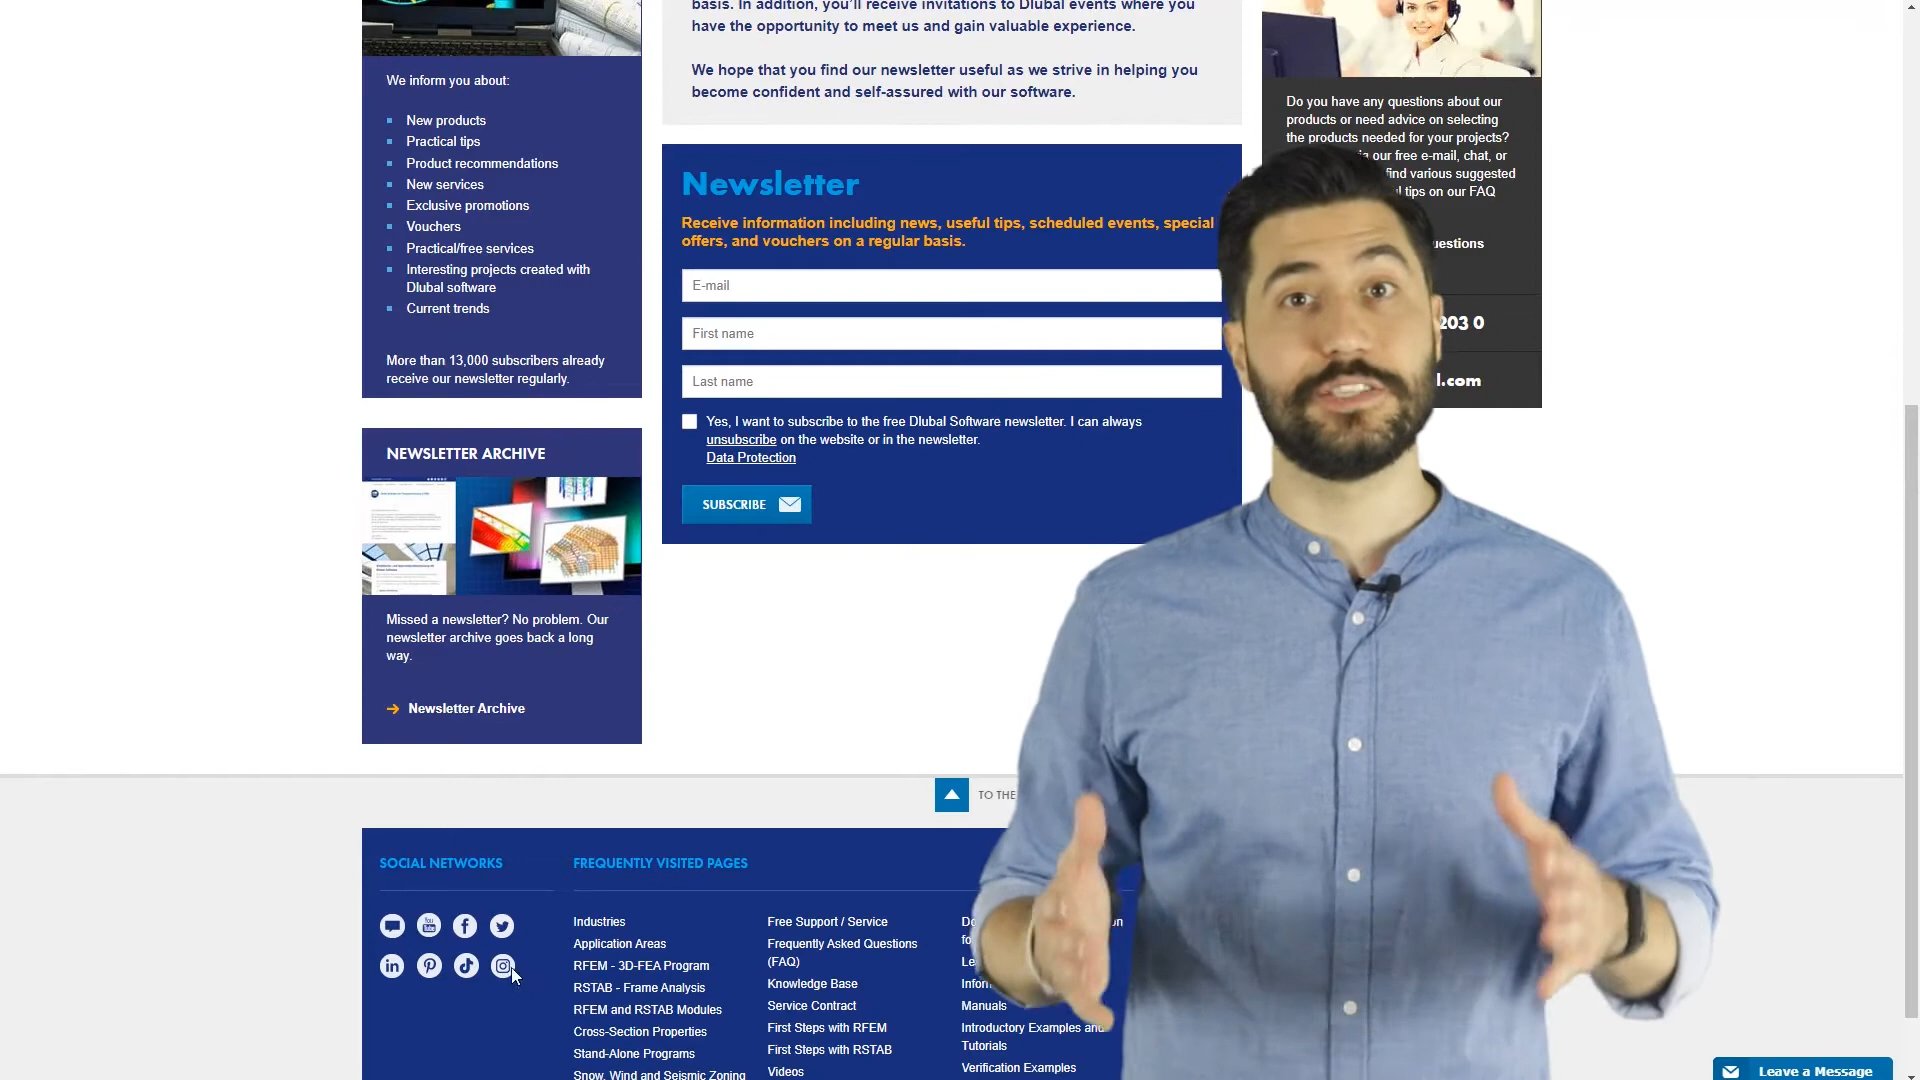 basis. In addition, you'll receive invitations to Dlubal events where you
have the opportunity to meet us and gain valuable experience.
We hope that you find our newsletter useful as we strive in helping you
become confident and self-assured with our software.
We inform you about:
New products
Practical tips
Product recommendations
New services
Exclusive promotions
Vouchers
Practical/free services
Interesting projects created with
Dlubal software
Current trends
More than 13,000 subscribers already
receive our newsletter regularly.
NEWSLETTER ARCHIVE
Missed a newsletter? No problem. Our
newsletter archive goes back a long
way.
Newsletter Archive
Newsletter
Receive information including news, useful tips, scheduled events, special
offers, and vouchers on a regular basis.
E-mail
First name
Last name
Yes, I want to subscribe to the free Dlubal Software newsletter. I can always
unsubscribe on the website or in the newsletter.
Data Protection
SUBSCRIBE
Do you have any questions about our
products or need advice on selecting
the products needed for your projects?
our free e-mail, chat, or
find various suggested
tips on our FAQ
203 0
l.com
TO THE
SOCIAL NETWORKS
You
Tube
in
FREQUENTLY VISITED PAGES
Industries
Application Areas
RFEM - 3D-FEA Program
RSTAB - Frame Analysis
RFEM and RSTAB Modules
Cross-Section Properties
Stand-Alone Programs
Snow, Wind and Seismic Zoning
Free Support / Service
Frequently Asked Questions
(FAQ)
Knowledge Base
Service Contract
First Steps with RFEM
First Steps with RSTAB
Videos
Manuals
Introductory Examples and
Tutorials
Verification Examples
Leave a Message